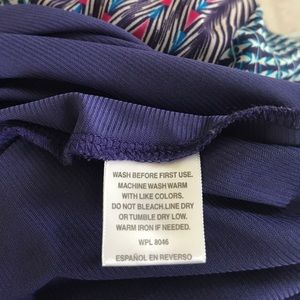 WASH BEFORE FIRST USE.
MACHINE WASH WARM
WITH LIKE COLORS.
DO NOT BLEACH.LINE DRY
OR TUMBLE DRY LOW.
WARM IRON IF NEEDED.
WPL 8046
ESPAÑOL EN REVERSO